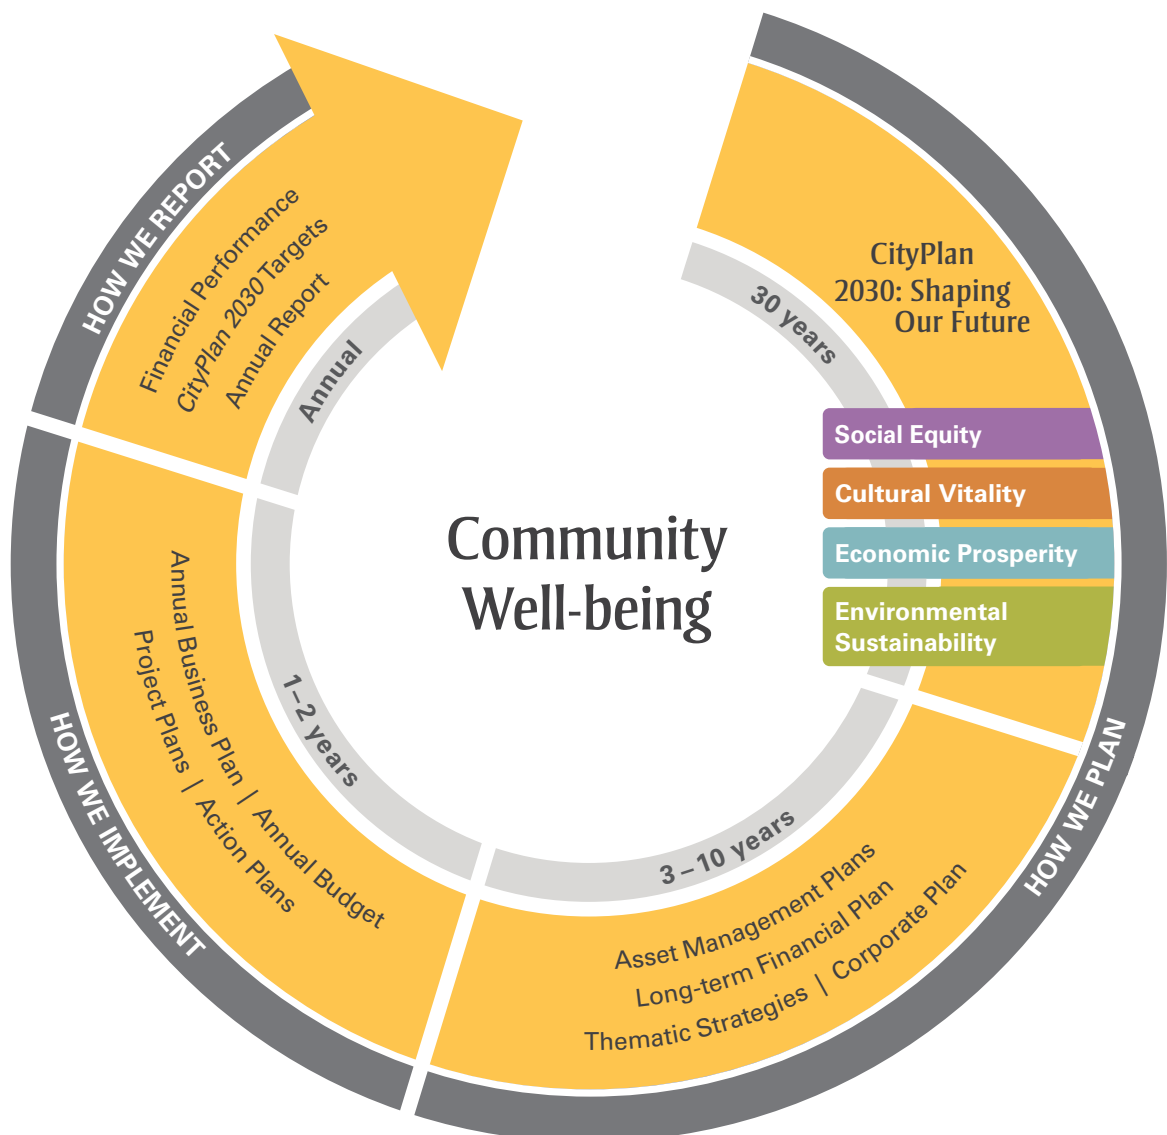 HOW WE PLAN
30 years
CityPlan
2030: Shaping
Our Future
Social Equity
Cultural Vitality
Economic Prosperity
Environmental
Sustainability
3–10 years
Asset Management Plans
Long-term Financial Plan
Thematic Strategies | Corporate Plan
HOW WE IMPLEMENT
1–2 years
Annual Business Plan | Annual Budget
Project Plans | Action Plans
HOW WE REPORT
Annual
Financial Performance
CityPlan 2030 Targets
Annual Report
Community
Well-being